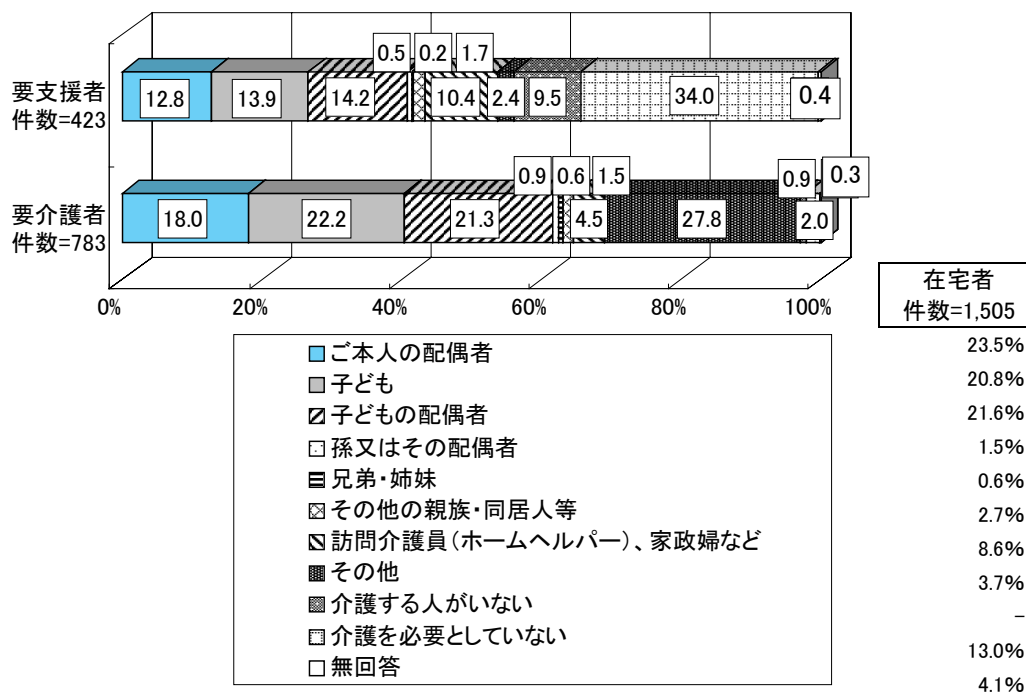 0.5 0.2 1.7
要支援者
件数=423
12.8 13.9 14.2 10.4 2.4 9.5 34.0 0.4
0.9 0.6 1.5 0.9 0.3
要介護者
件数=783
18.0 22.2 21.3 4.5 27.8 2.0
0% 20% 40% 60% 80% 100%
在宅者
件数=1,505
ご本人の配偶者 23.5%
子ども 20.8%
子どもの配偶者 21.6%
孫又はその配偶者 1.5%
兄弟・姉妹 0.6%
その他の親族・同居人等 2.7%
訪問介護員(ホームヘルパー)、家政婦など 8.6%
その他 3.7%
介護する人がいない –
介護を必要としていない 13.0%
無回答 4.1%